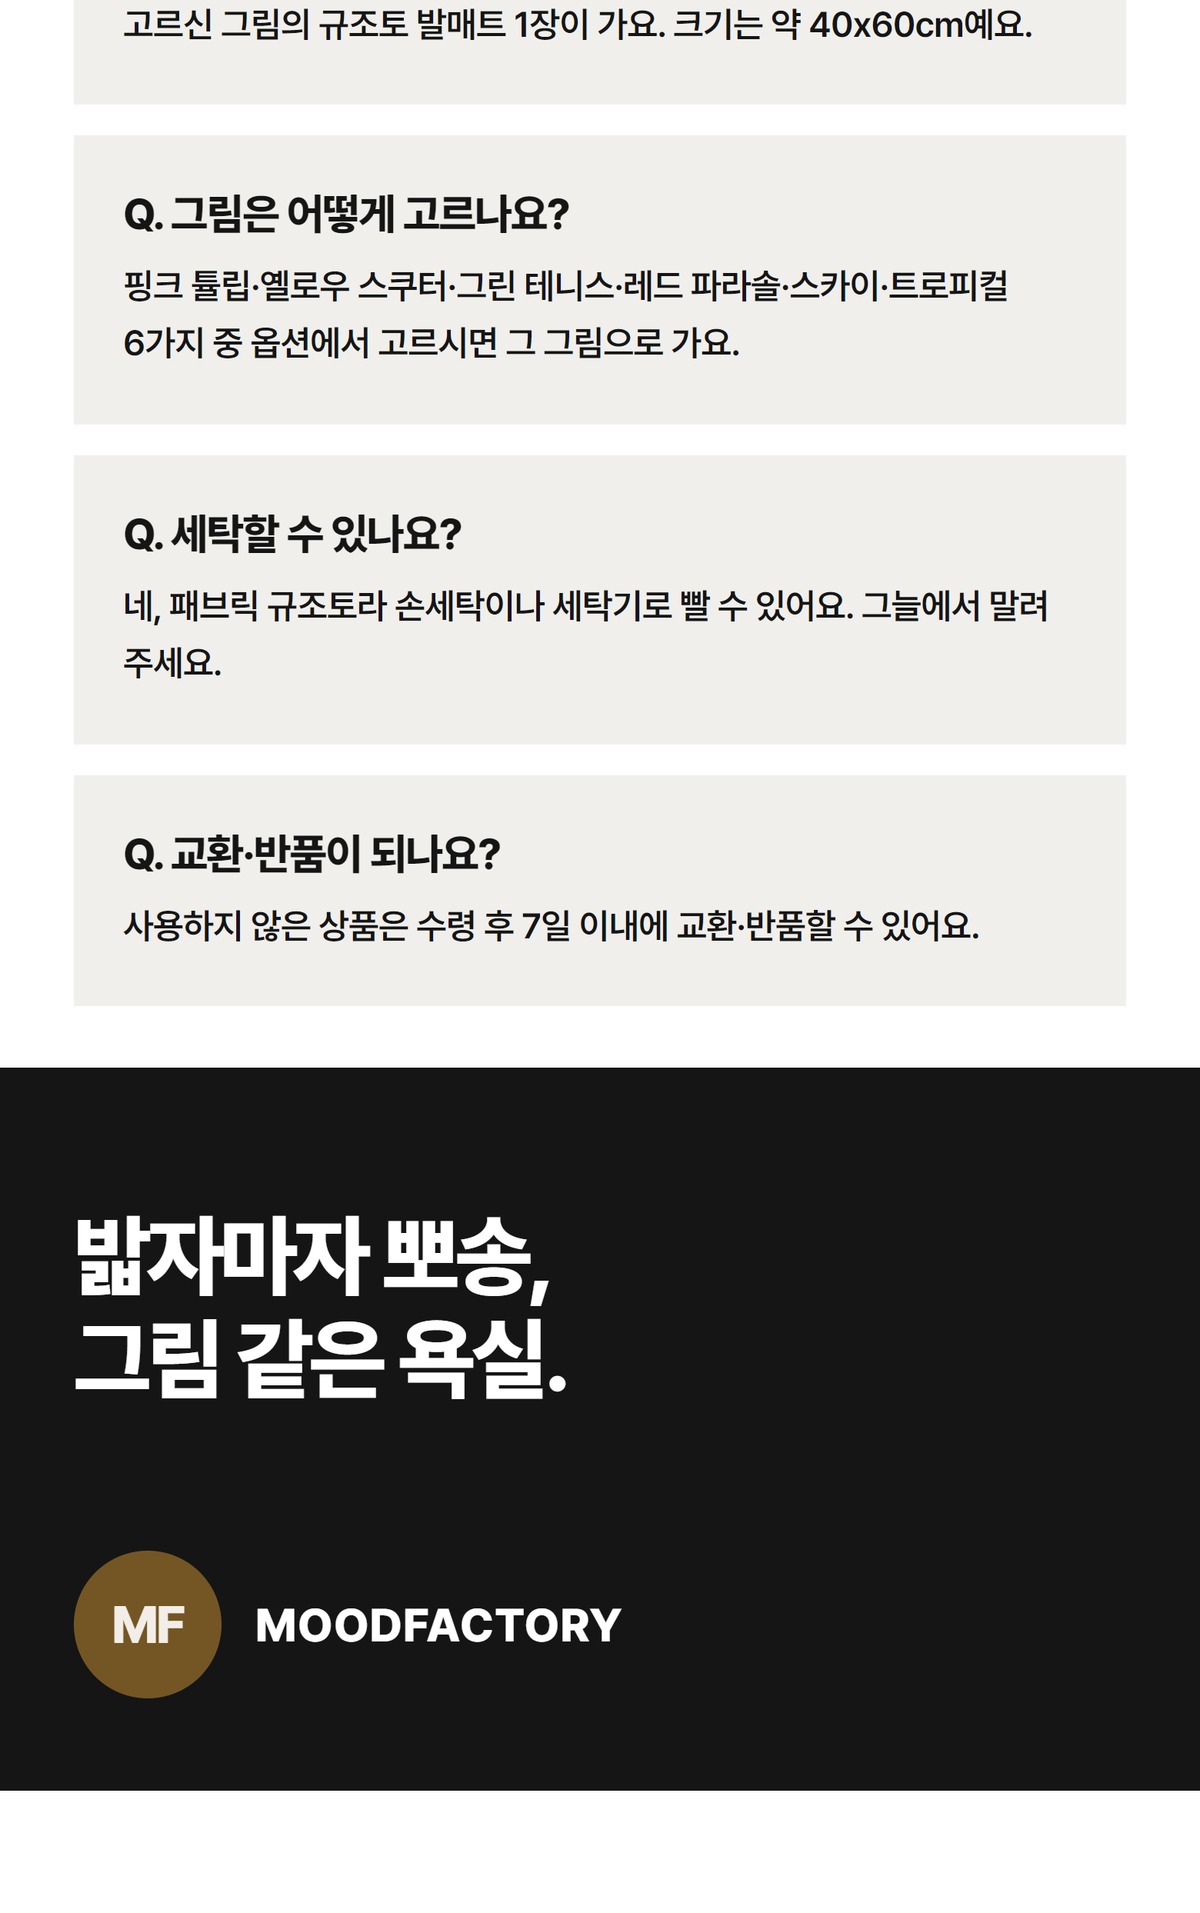 고르신 그림의 규조토 발매트 1장이 가요. 크기는 약 40x60cm예요.
Q. 그림은 어떻게 고르나요?
핑크 튤립·옐로우 스쿠터·그린 테니스·레드 파라솔·스카이·트로피컬
6가지 중 옵션에서 고르시면 그 그림으로 가요.
Q. 세탁할 수 있나요?
네, 패브릭 규조토라 손세탁이나 세탁기로 빨 수 있어요. 그늘에서 말려
주세요.
Q. 교환·반품이 되나요?
사용하지 않은 상품은 수령 후 7일 이내에 교환·반품할 수 있어요.
밟자마자 뽀송,
그림 같은 욕실.
MF
MOODFACTORY